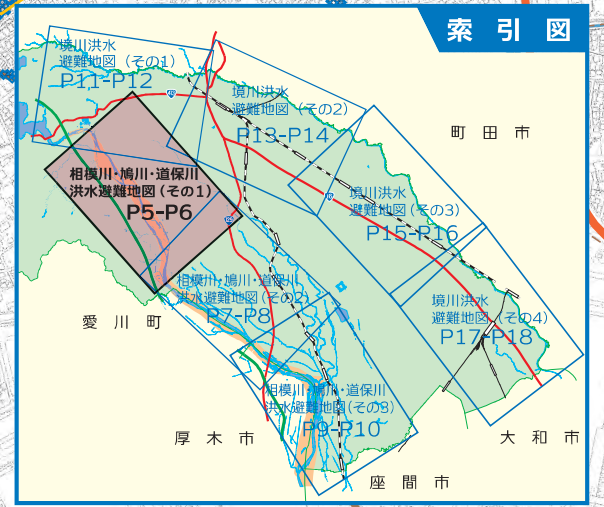 索引図
境川洪水
避難地図（その1）
P11-P12
境川洪水
避難地図（その2）
P13-P14
町田市
相模川・鳩川・道保川
洪水避難地図（その1）
P5-P6
境川洪水
避難地図（その3）
P15-P16
相模川・鳩川・道保川
洪水避難地図（その2）
P7-P8
愛川町
境川洪水
避難地図（その4）
P17-P18
相模川・鳩川・道保川
洪水避難地図（その3）
P9-P10
厚木市
大和市
座間市